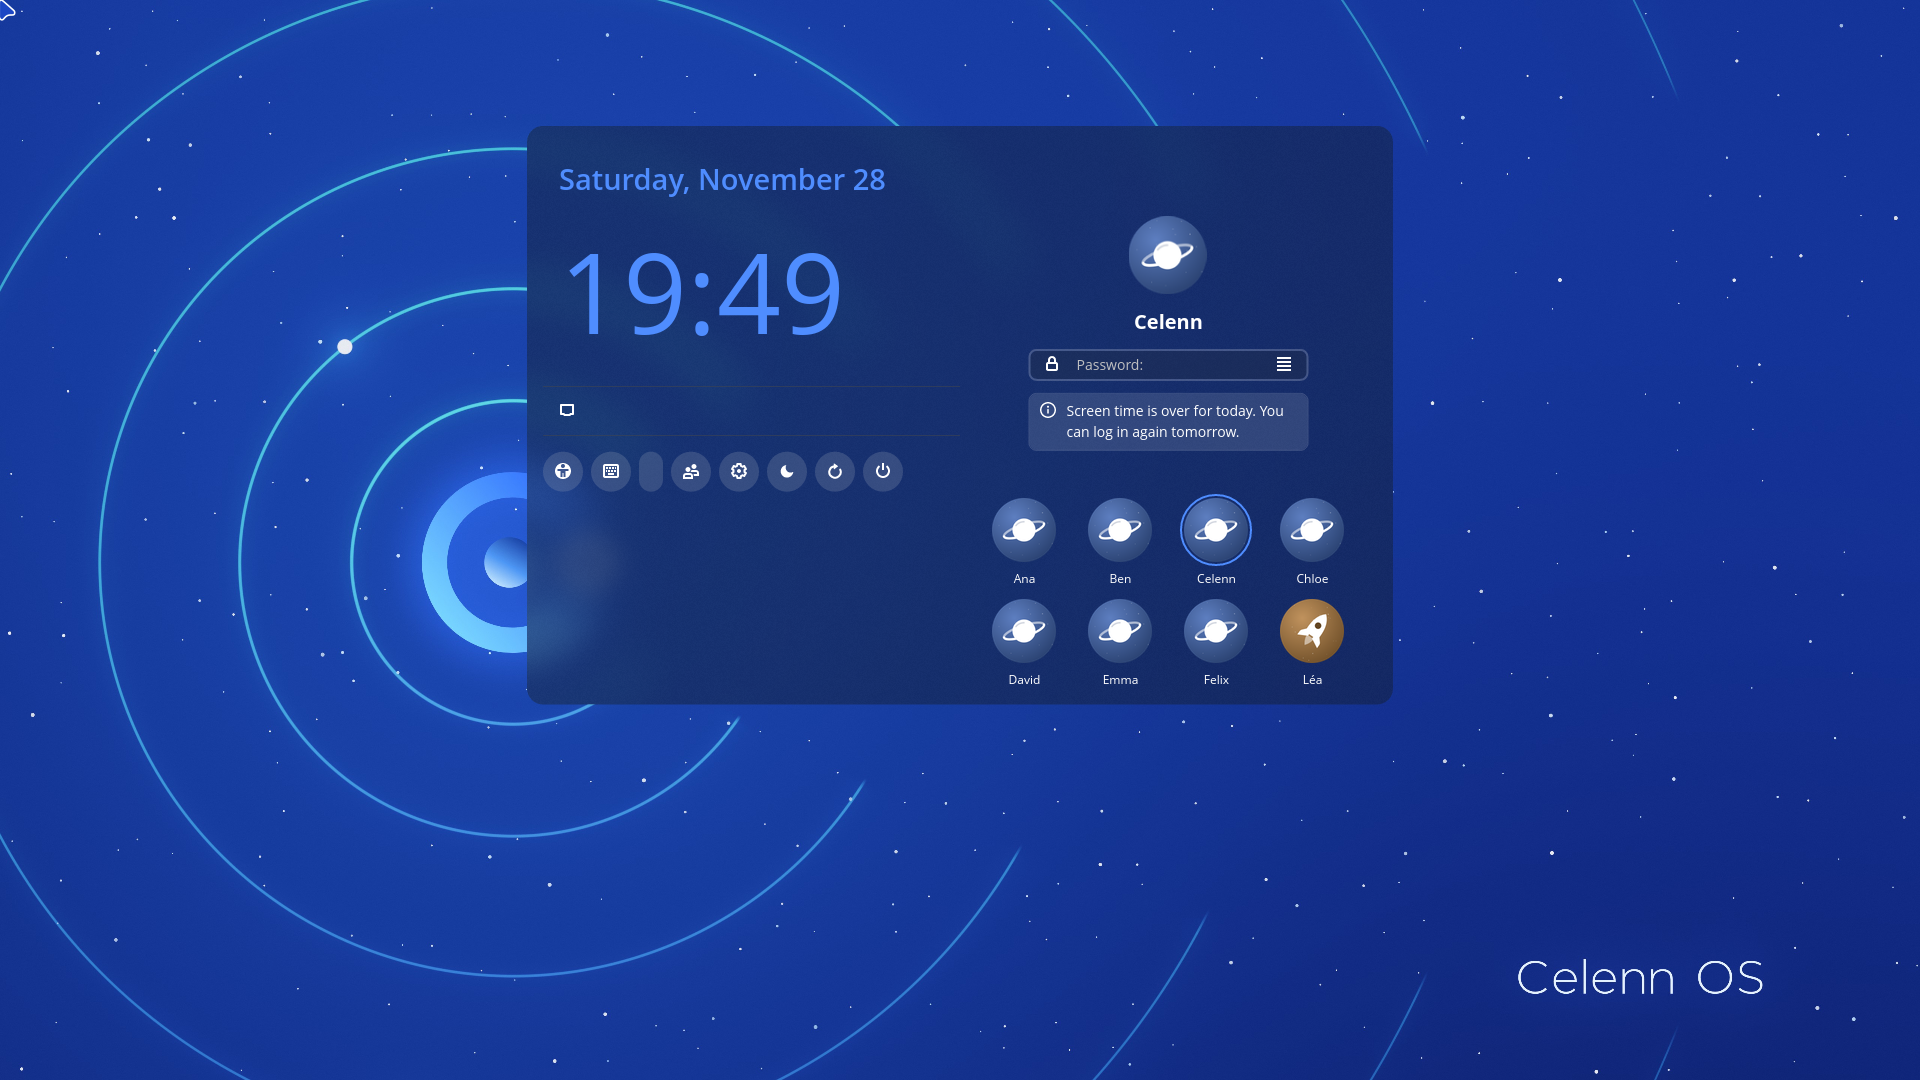 Saturday, November 28
19:49
Celenn
Password:
Screen time is over for today. You
can log in again tomorrow.
Ana
Ben
Celenn
Chloe
David
Emma
Felix
Léa
Celenn OS